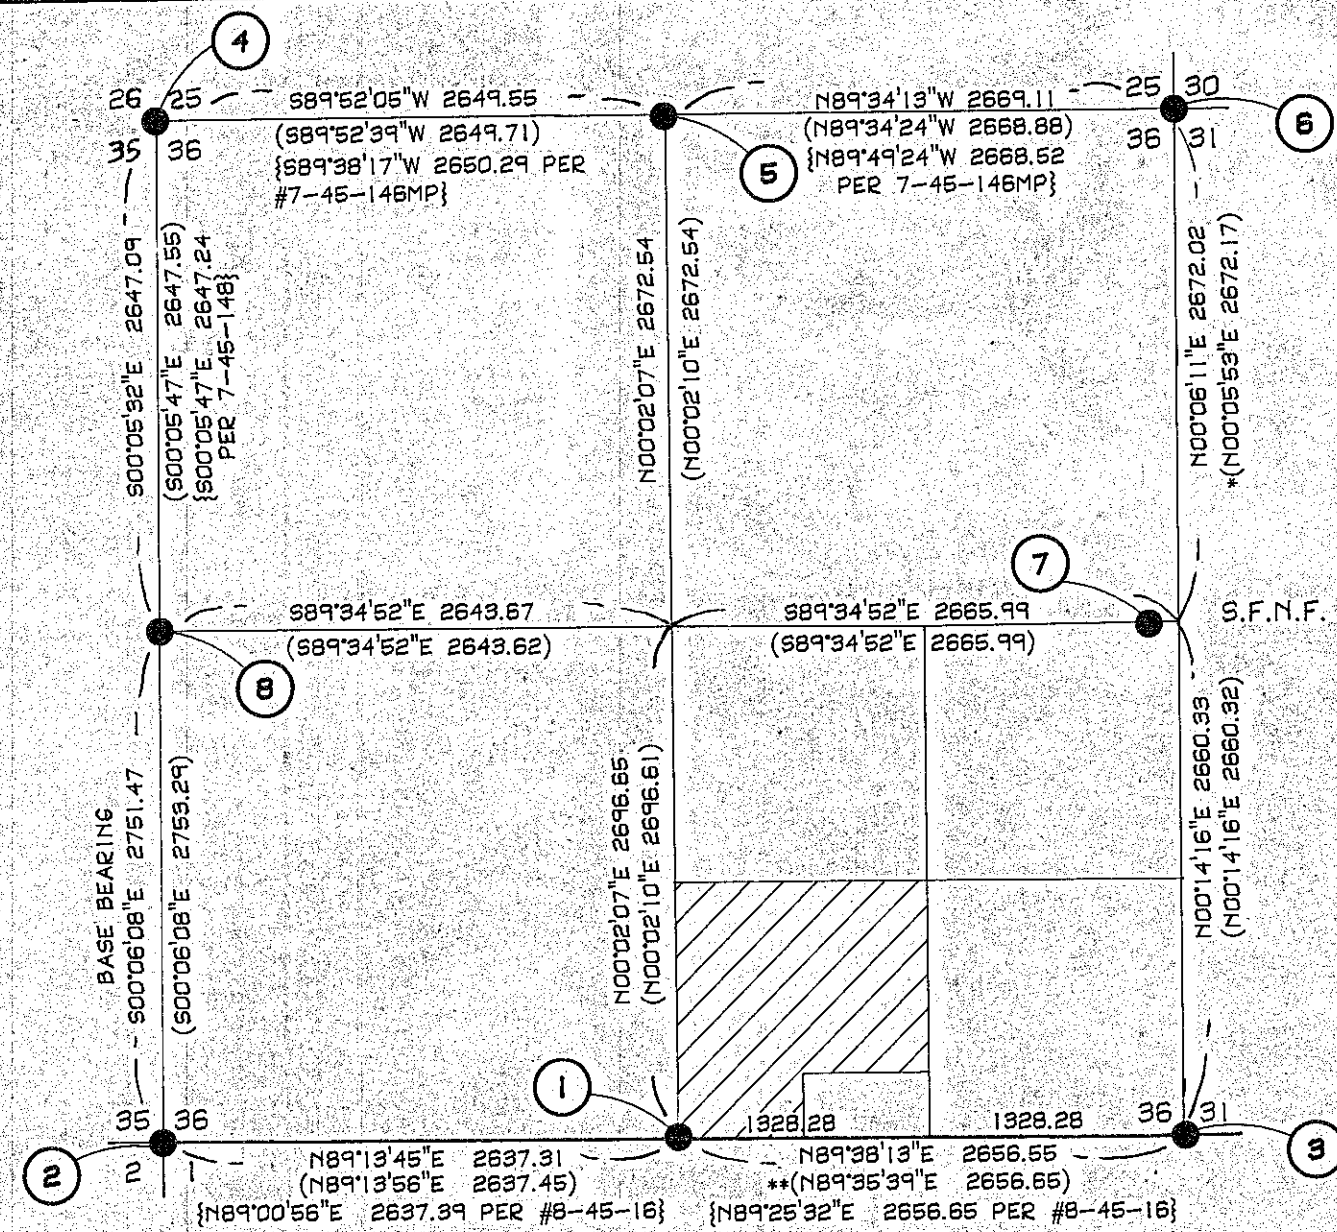 4
26 25
35 36
S89°52'05"W 2649.55
(S89°52'39"W 2649.71)
{S89°38'17"W 2650.29 PER
#7-45-146MP}
5
N89°34'13"W 2669.11
(N89°34'24"W 2668.88)
{N89°49'24"W 2668.52
PER 7-45-146MP}
25 30
36 31
6
S00°05'32"E 2647.09
(S00°05'47"E 2647.55)
{S00°05'47"E 2647.24
PER 7-45-148}
N00°02'07"E 2672.54
(N00°02'10"E 2672.54)
N00°06'11"E 2672.02
*(N00°05'53"E 2672.17)
7
S.F.N.F.
S89°34'52"E 2643.67
(S89°34'52"E 2643.62)
S89°34'52"E 2665.99
(S89°34'52"E 2665.99)
8
BASE BEARING
S00°06'08"E 2751.47
(S00°06'08"E 2753.29)
N00°02'07"E 2696.65
(N00°02'10"E 2696.61)
N00°14'16"E 2660.33
(N00°14'16"E 2660.32)
1
35 36
2 1
2
1328.28
1328.28
36 31
3
N89°13'45"E 2637.31
(N89°13'56"E 2637.45)
{N89°00'56"E 2637.39 PER #8-45-16}
N89°38'13"E 2656.55
**(N89°35'39"E 2656.65)
{N89°25'32"E 2656.65 PER #8-45-16}